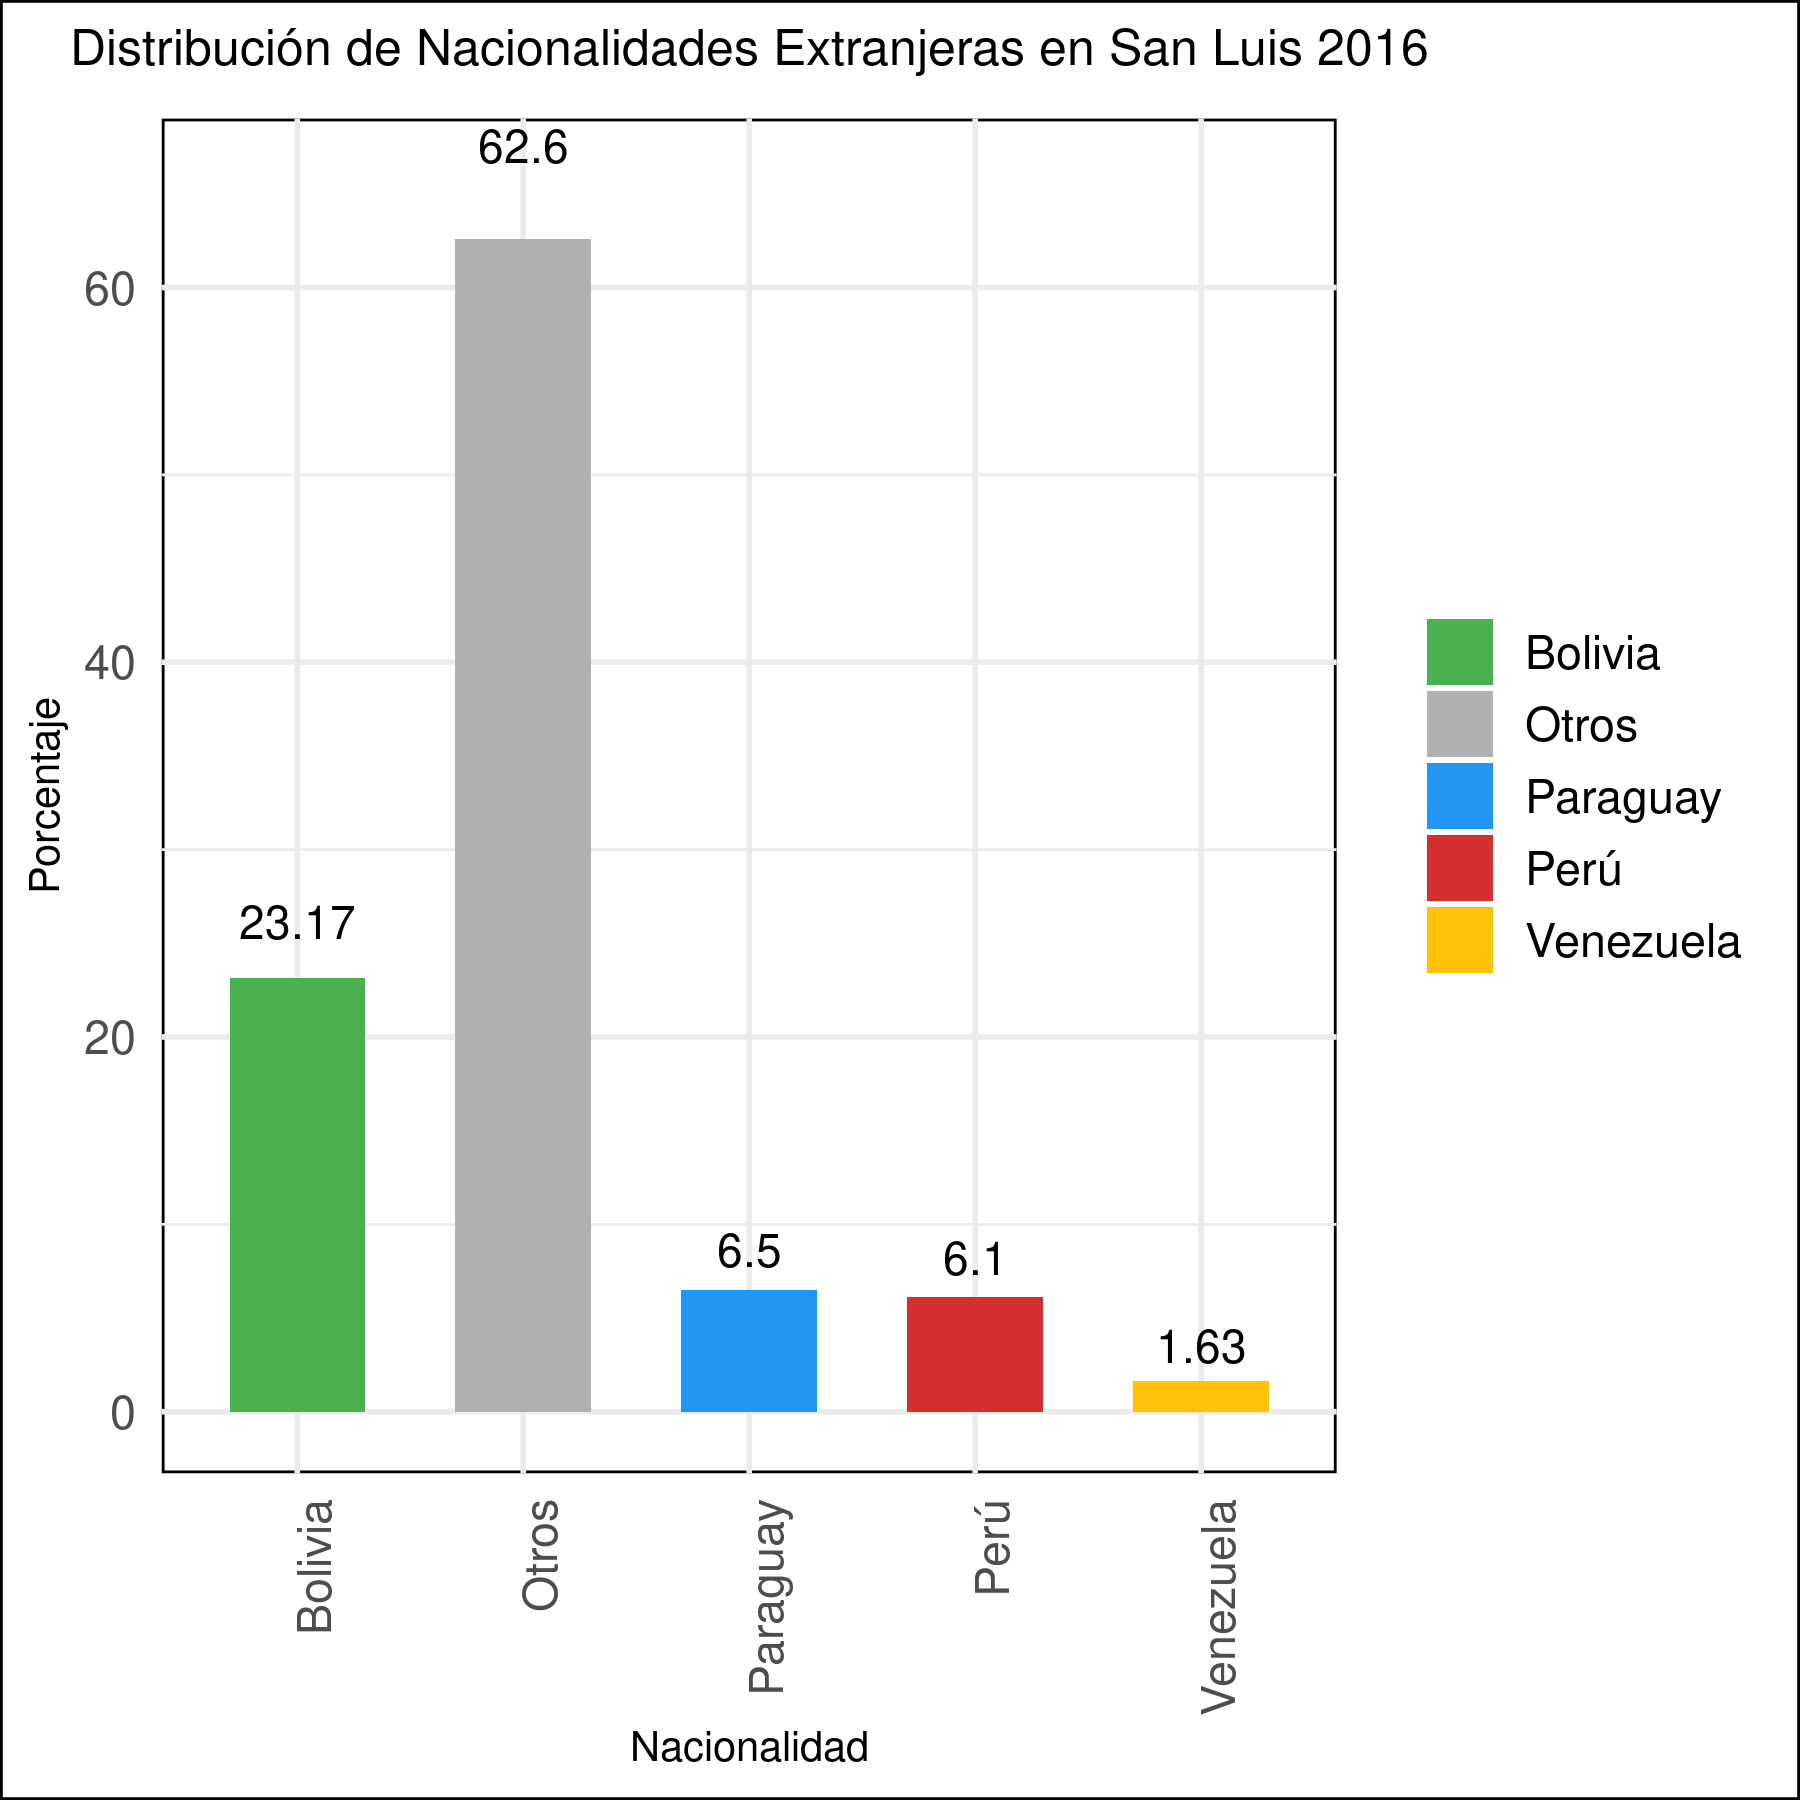 Distribución de Nacionalidades Extranjeras en San Luis 2016
62.6
60
40
Porcentaje
23.17
20
6.5
6.1
1.63
0
Bolivia
Otros
Paraguay
Perú
Venezuela
Nacionalidad
Bolivia
Otros
Paraguay
Perú
Venezuela